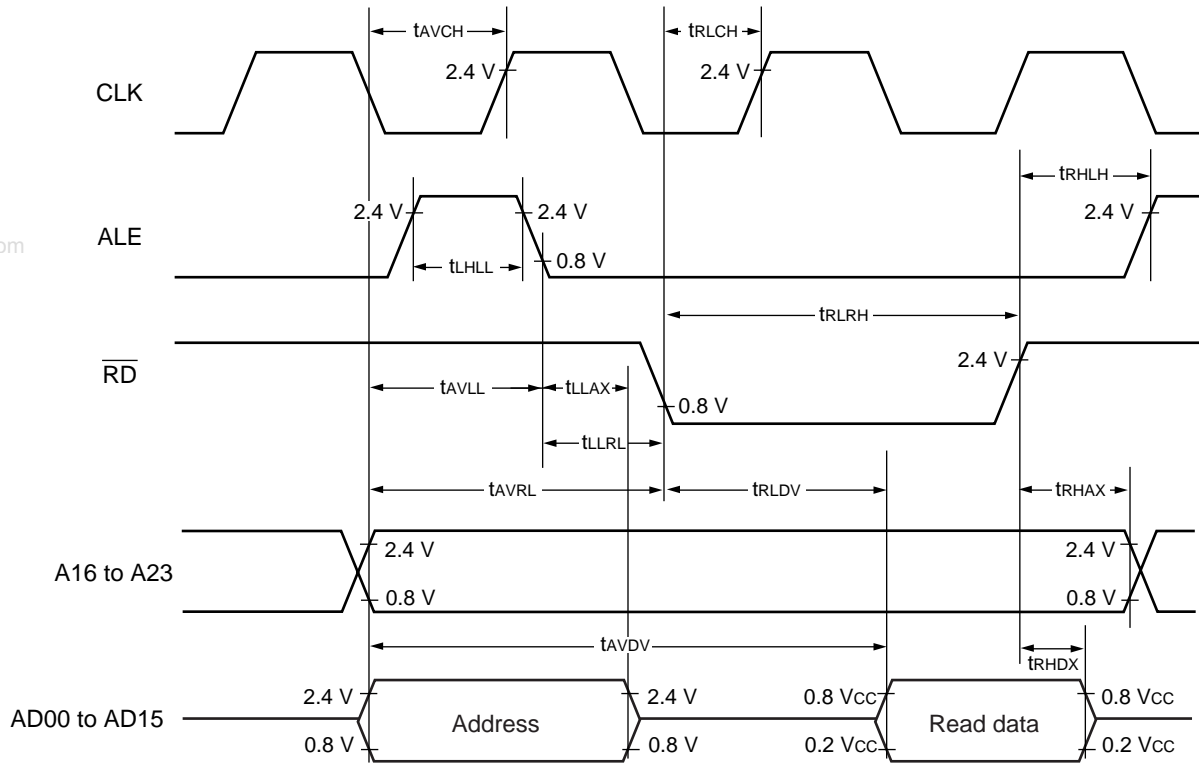 tAVCH
tRLCH
CLK
2.4 V
2.4 V
tRHLH
ALE
2.4 V
2.4 V
2.4 V
om
tLHLL
0.8 V
tRLRH
RD
2.4 V
tAVLL
tLLAX
0.8 V
tLLRL
tAVRL
tRLDV
tRHAX
A16 to A23
2.4 V
2.4 V
0.8 V
0.8 V
tAVDV
tRHDX
AD00 to AD15
2.4 V
Address
2.4 V
0.8 VCC
Read data
0.8 VCC
0.8 V
0.8 V
0.2 VCC
0.2 VCC